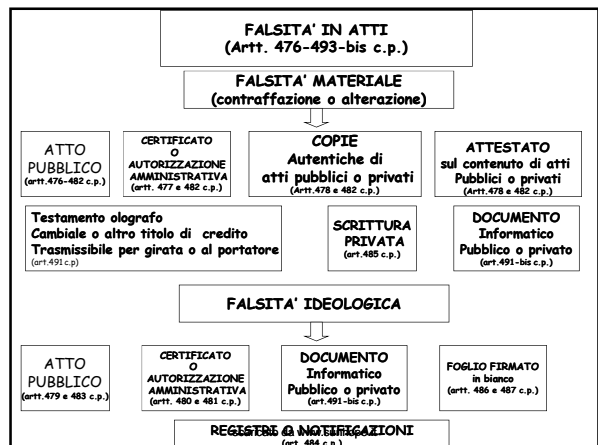 FALSITA' IN ATTI
(Artt. 476-493-bis c.p.)
FALSITA' MATERIALE
(contraffazione o alterazione)
ATTO
PUBBLICO
(artt.476-482 c.p.)
CERTIFICATO
O
AUTORIZZAZIONE
AMMINISTRATIVA
(artt. 477 e 482 c.p.)
COPIE
Autentiche di
atti pubblici o privati
(Artt.478 e 482 c.p.)
ATTESTATO
sul contenuto di atti
Pubblici o privati
(Artt.478 e 482 c.p.)
Testamento olografo
Cambiale o altro titolo di credito
Trasmissibile per girata o al portatore
(art.491c.p)
SCRITTURA
PRIVATA
(art.485 c.p.)
DOCUMENTO
Informatico
Pubblico o privato
(art.491-bis c.p.)
FALSITA' IDEOLOGICA
ATTO
PUBBLICO
(artt.479 e 483 c.p.)
CERTIFICATO
O
AUTORIZZAZIONE
AMMINISTRATIVA
(artt. 480 e 481 c.p.)
DOCUMENTO
Informatico
Pubblico o privato
(art.491-bis c.p.)
FOGLIO FIRMATO
in bianco
(artt. 486 e 487 c.p.)
REGISTRI O NOTIFICAZIONI
(art. 484 c.p.)